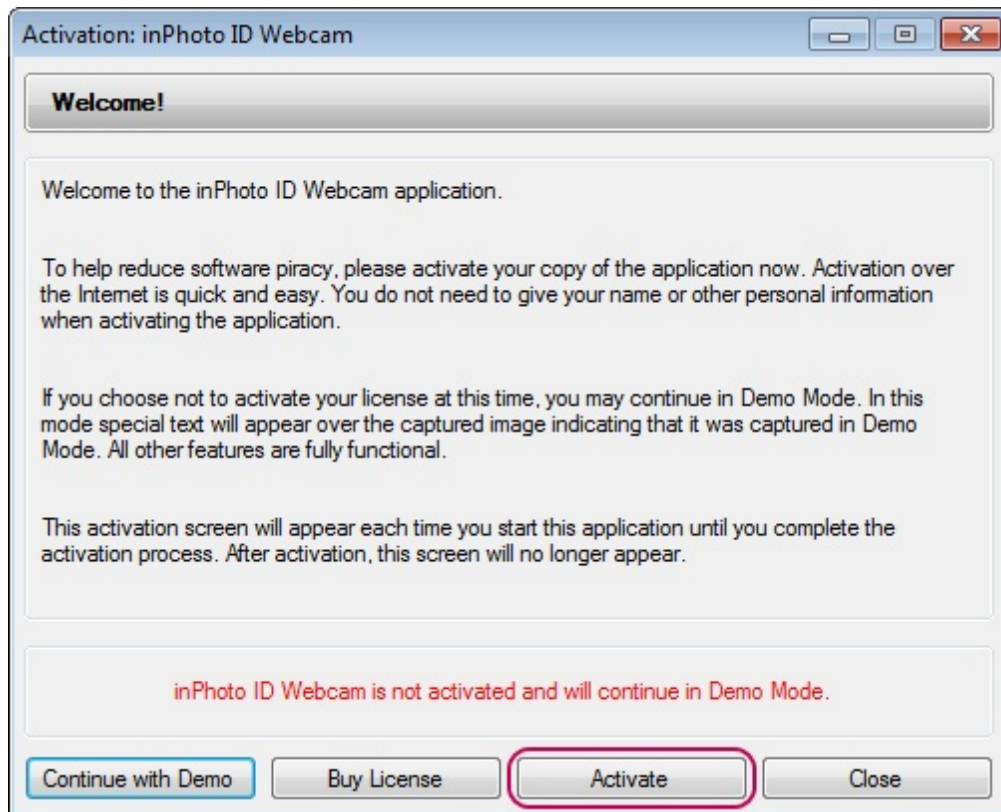 Activation: inPhoto ID Webcam
Welcome!
Welcome to the inPhoto ID Webcam application.
To help reduce software piracy, please activate your copy of the application now. Activation over
the Internet is quick and easy. You do not need to give your name or other personal information
when activating the application.
If you choose not to activate your license at this time, you may continue in Demo Mode. In this
mode special text will appear over the captured image indicating that it was captured in Demo
Mode. All other features are fully functional.
This activation screen will appear each time you start this application until you complete the
activation process. After activation, this screen will no longer appear.
inPhoto ID Webcam is not activated and will continue in Demo Mode.
Continue with Demo
Buy License
Activate
Close